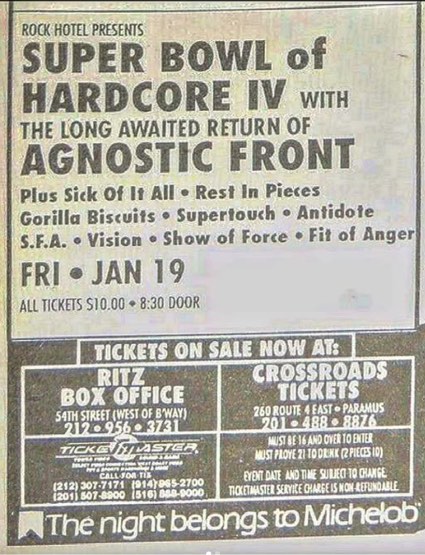 ROCK HOTEL PRESENTS
SUPER BOWL of
HARDCORE IV WITH
THE LONG AWAITED RETURN OF
AGNOSTIC FRONT
Plus Sick Of It All • Rest In Pieces
Gorilla Biscuits • Supertouch • Antidote
S.F.A. • Vision • Show of Force • Fit of Anger
FRI • JAN 19
ALL TICKETS $10.00 • 8:30 DOOR
TICKETS ON SALE NOW AT:
RITZ
BOX OFFICE
54TH STREET (WEST OF B'WAY)
212 • 956 • 3731
TICKETMASTER
CALL-FOR-TIX
(212) 307-7171 (914) 965-2700
(201) 507-8900 (516) 888-9000
CROSSROADS
TICKETS
260 ROUTE 4 EAST • PARAMUS
201 • 488 • 8876
MUST BE 16 AND OVER TO ENTER
MUST PROVE 21 TO DRINK (2 PIECES ID)
EVENT DATE AND TIME SUBJECT TO CHANGE.
TICKETMASTER SERVICE CHARGE IS NON-REFUNDABLE.
The night belongs to Michelob